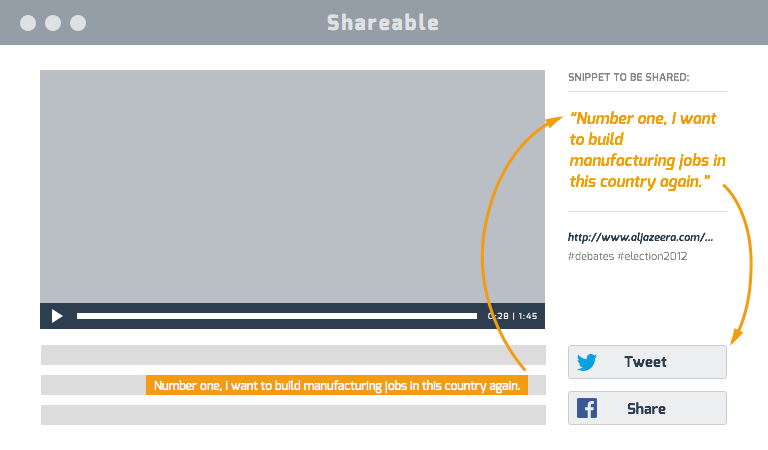 Shareable
SNIPPET TO BE SHARED:
"Number one, I want
to build
manufacturing jobs in
this country again."
http://www.aljazeera.com/...
#debates #election2012
0:28 | 1:45
Number one, I want to build manufacturing jobs in this country again.
Tweet
Share